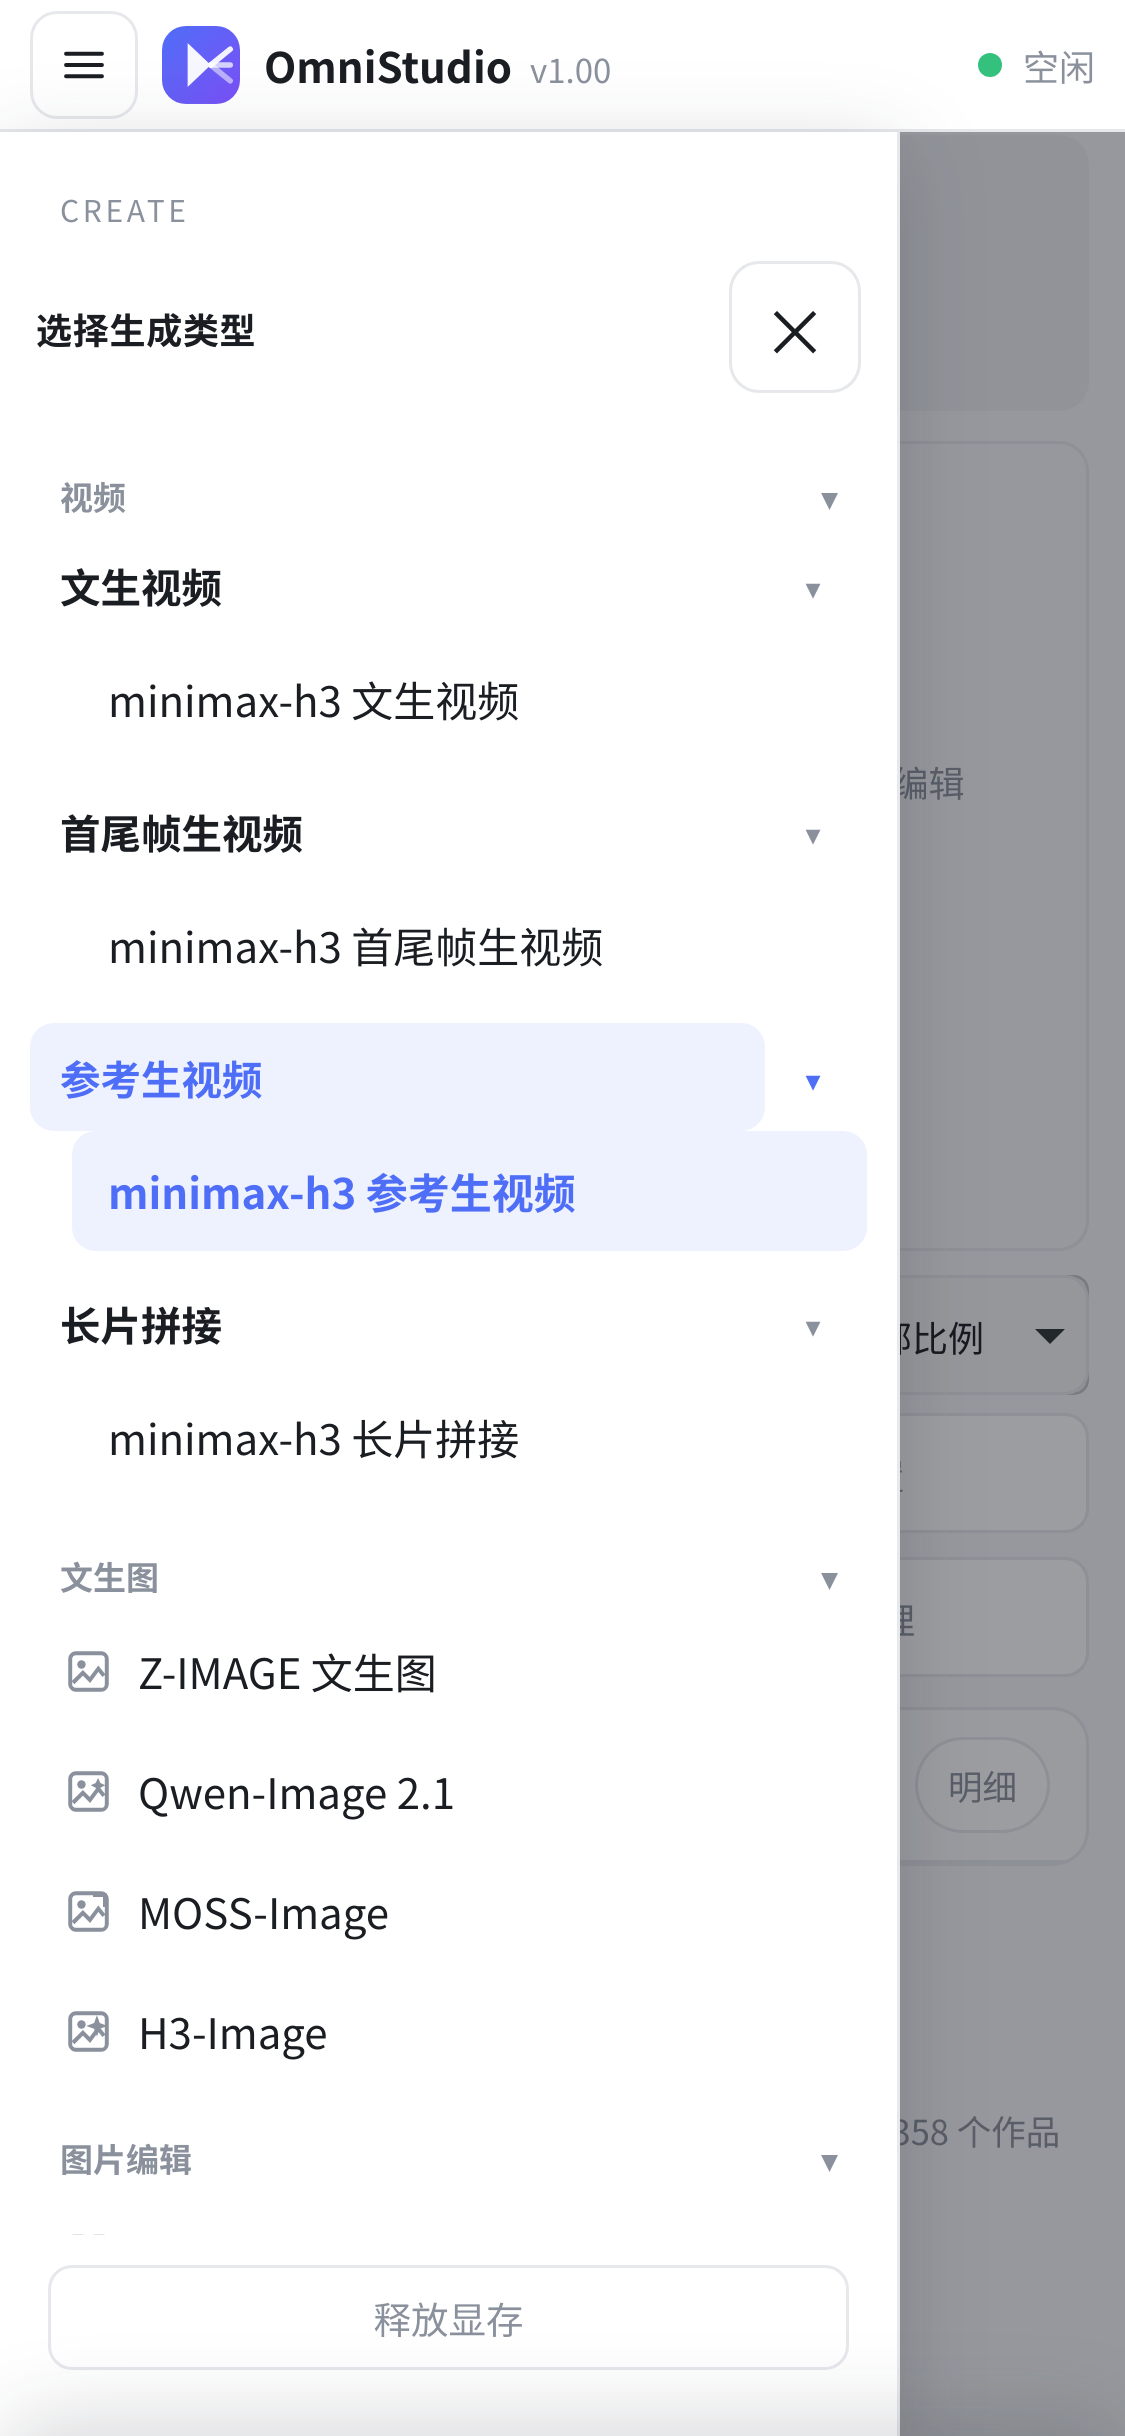 OmniStudio v1.00
空闲
CREATE
选择生成类型
视频
文生视频
minimax-h3 文生视频
首尾帧生视频
minimax-h3 首尾帧生视频
参考生视频
minimax-h3 参考生视频
长片拼接
minimax-h3 长片拼接
文生图
Z-IMAGE 文生图
Qwen-Image 2.1
MOSS-Image
H3-Image
图片编辑
释放显存
编辑
比例
明细
358 个作品